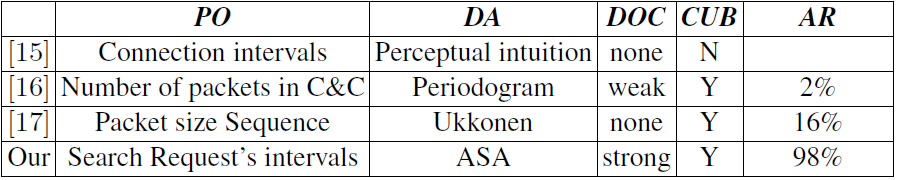 PO DA DOC CUB AR
[15] Connection intervals Perceptual intuition none N
[16] Number of packets in C&C Periodogram weak Y 2%
[17] Packet size Sequence Ukkonen none Y 16%
Our Search Request's intervals ASA strong Y 98%